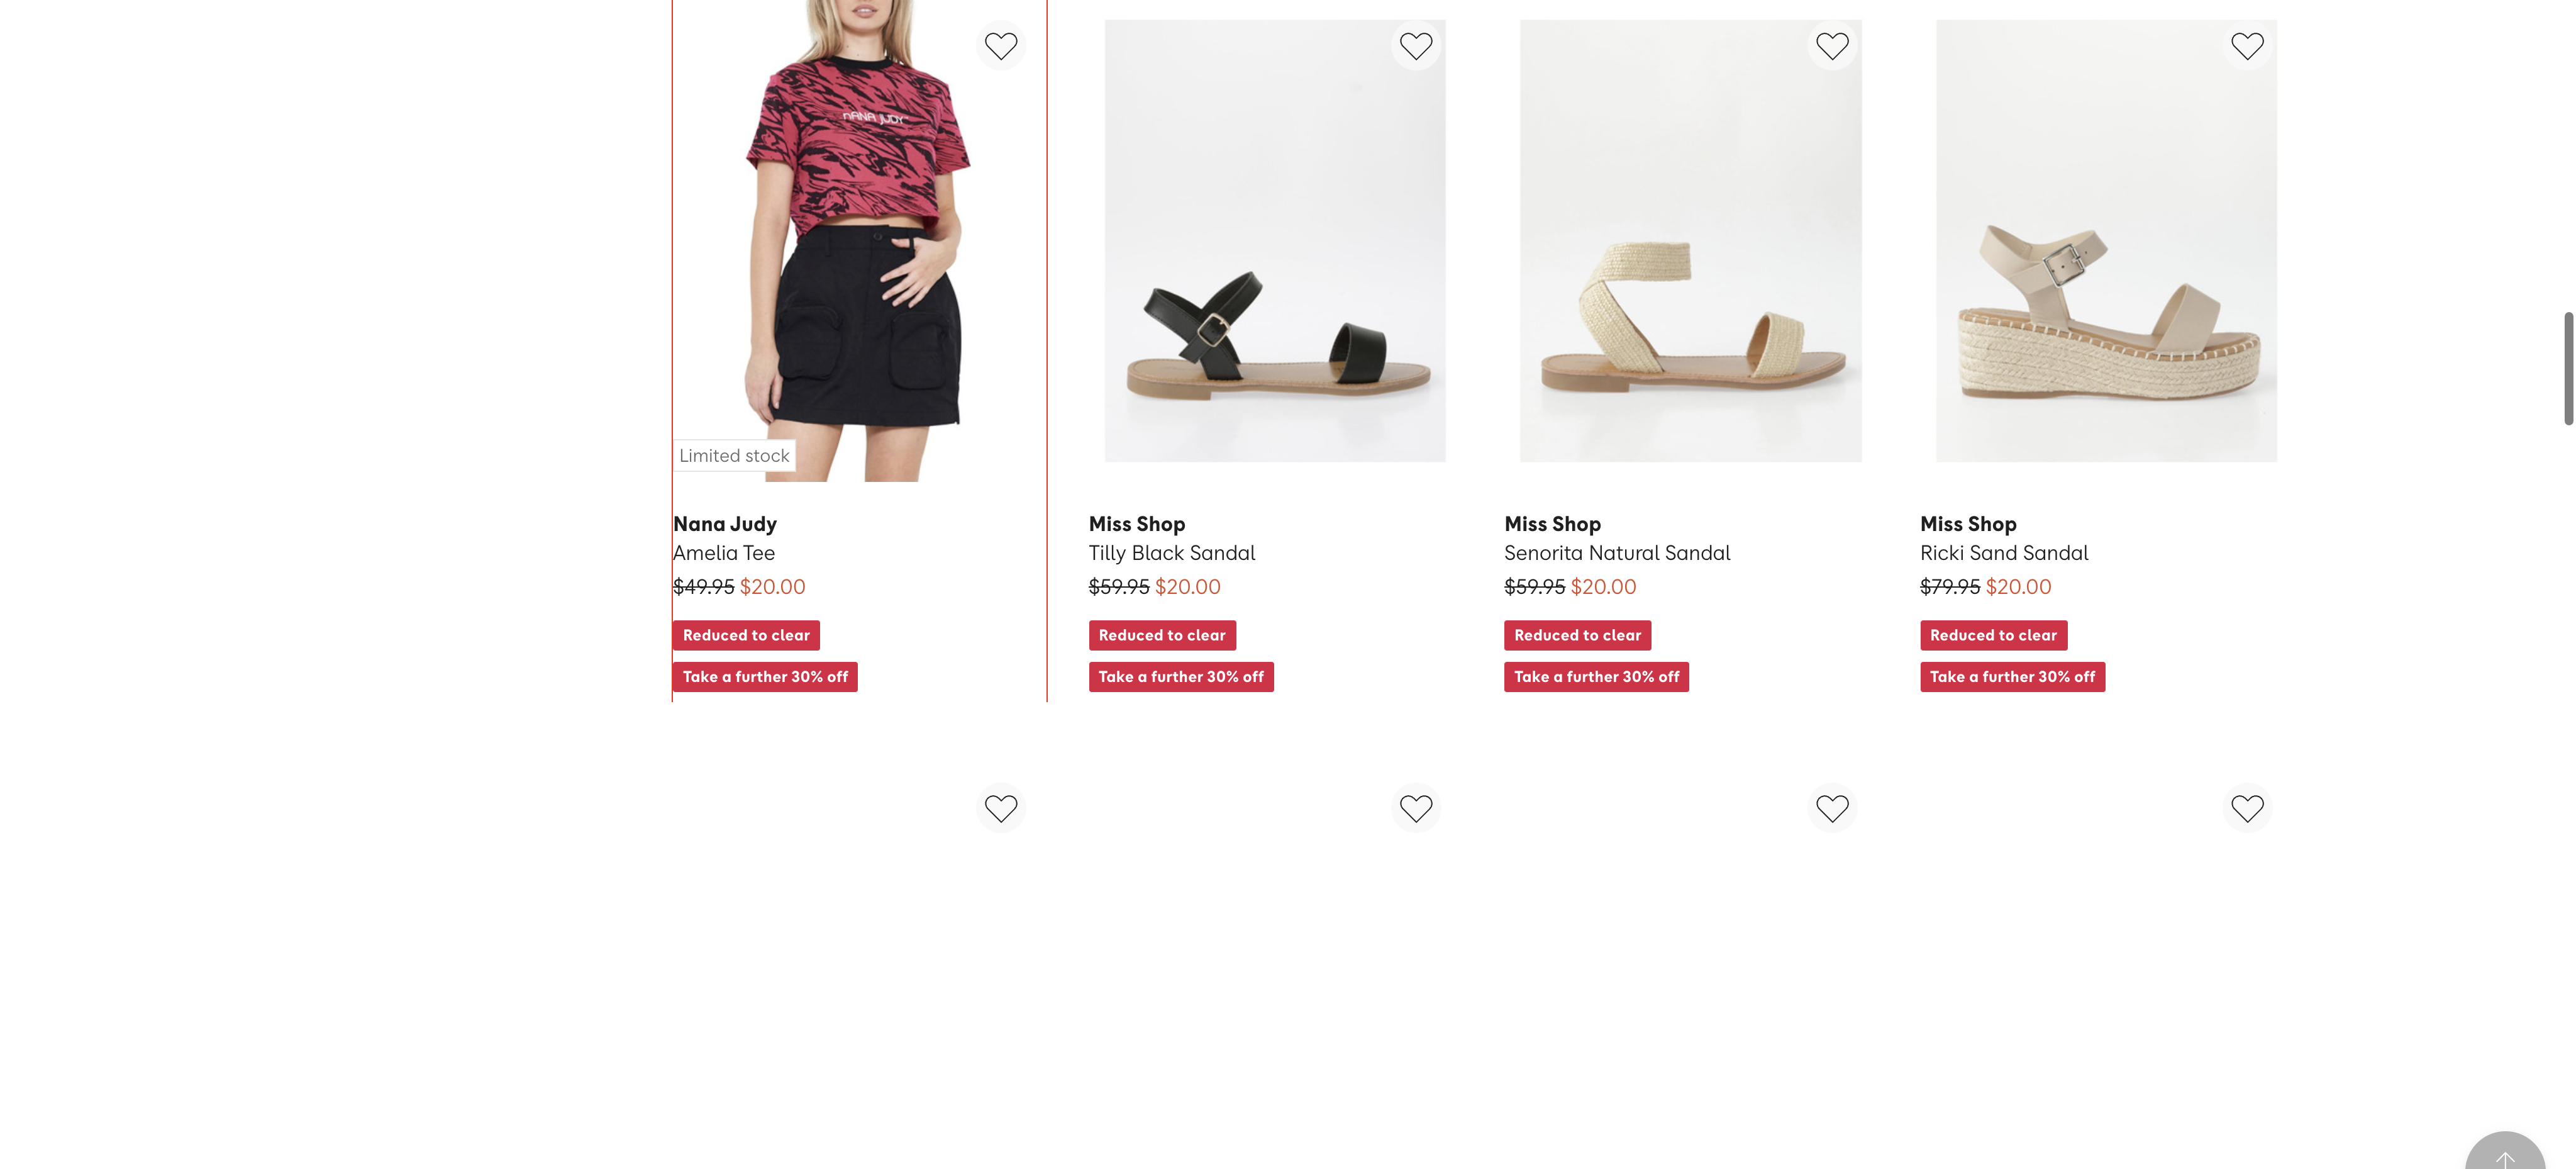 nANA JUDY
Limited stock
Nana Judy
Amelia Tee
$49.95 $20.00
Reduced to clear
Take a further 30% off
Miss Shop
Tilly Black Sandal
$59.95 $20.00
Reduced to clear
Take a further 30% off
Miss Shop
Senorita Natural Sandal
$59.95 $20.00
Reduced to clear
Take a further 30% off
Miss Shop
Ricki Sand Sandal
$79.95 $20.00
Reduced to clear
Take a further 30% off